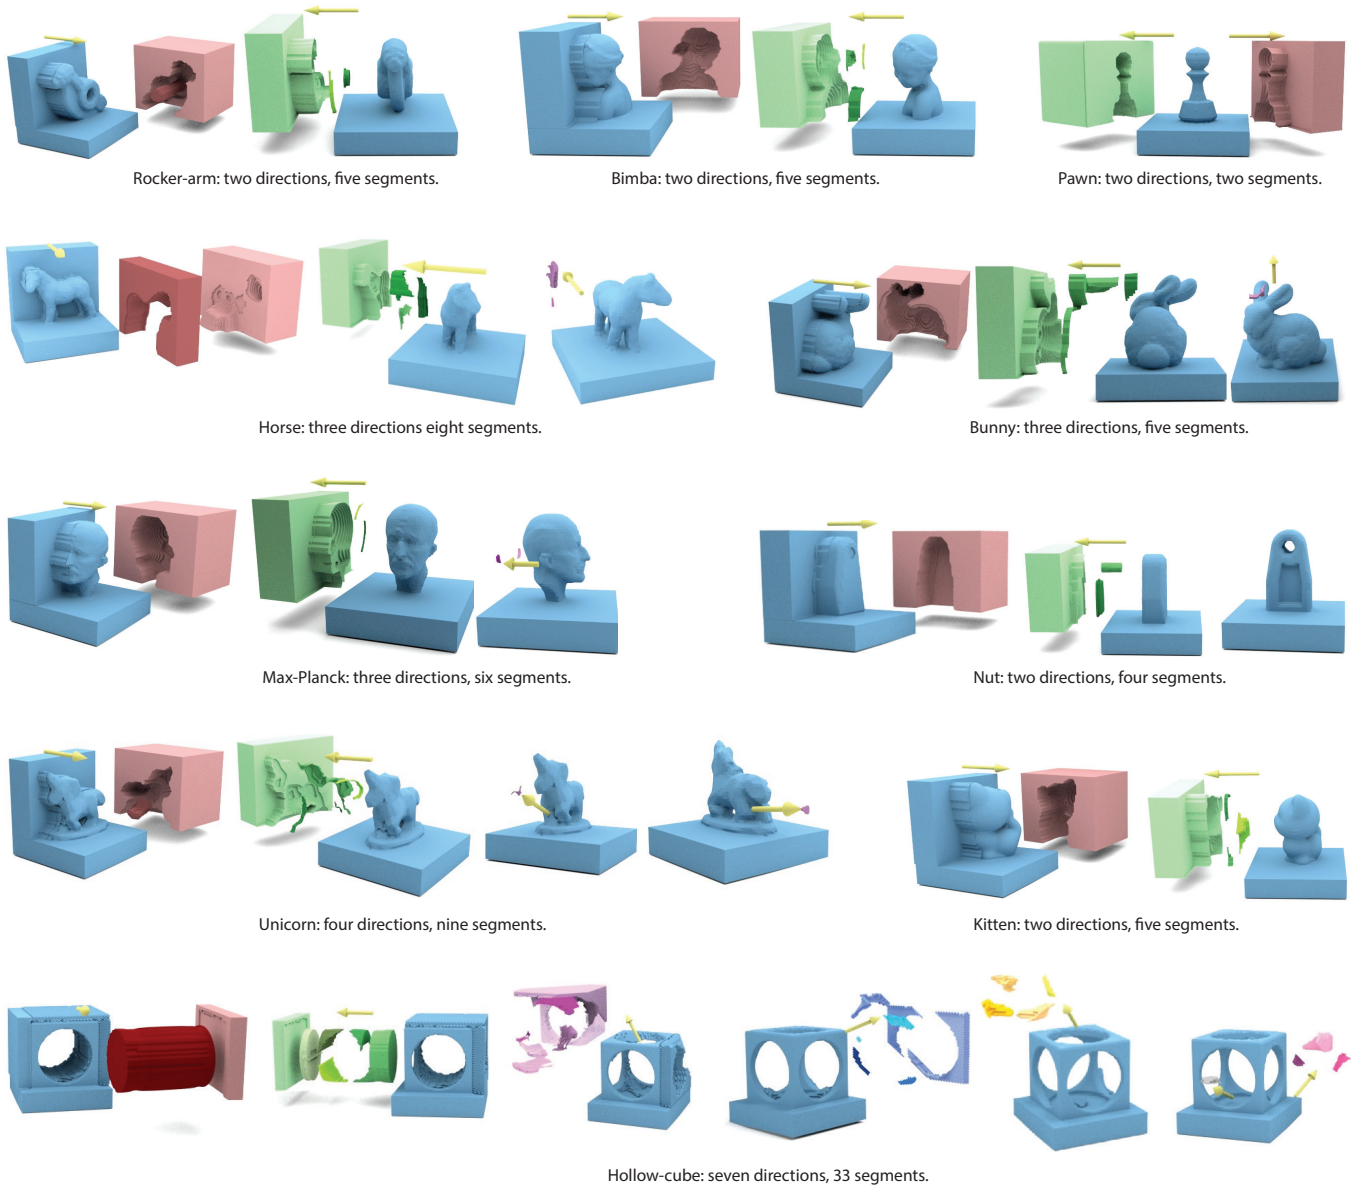 Rocker-arm: two directions, five segments.
Bimba: two directions, five segments.
Pawn: two directions, two segments.
Horse: three directions eight segments.
Bunny: three directions, five segments.
Max-Planck: three directions, six segments.
Nut: two directions, four segments.
Unicorn: four directions, nine segments.
Kitten: two directions, five segments.
Hollow-cube: seven directions, 33 segments.